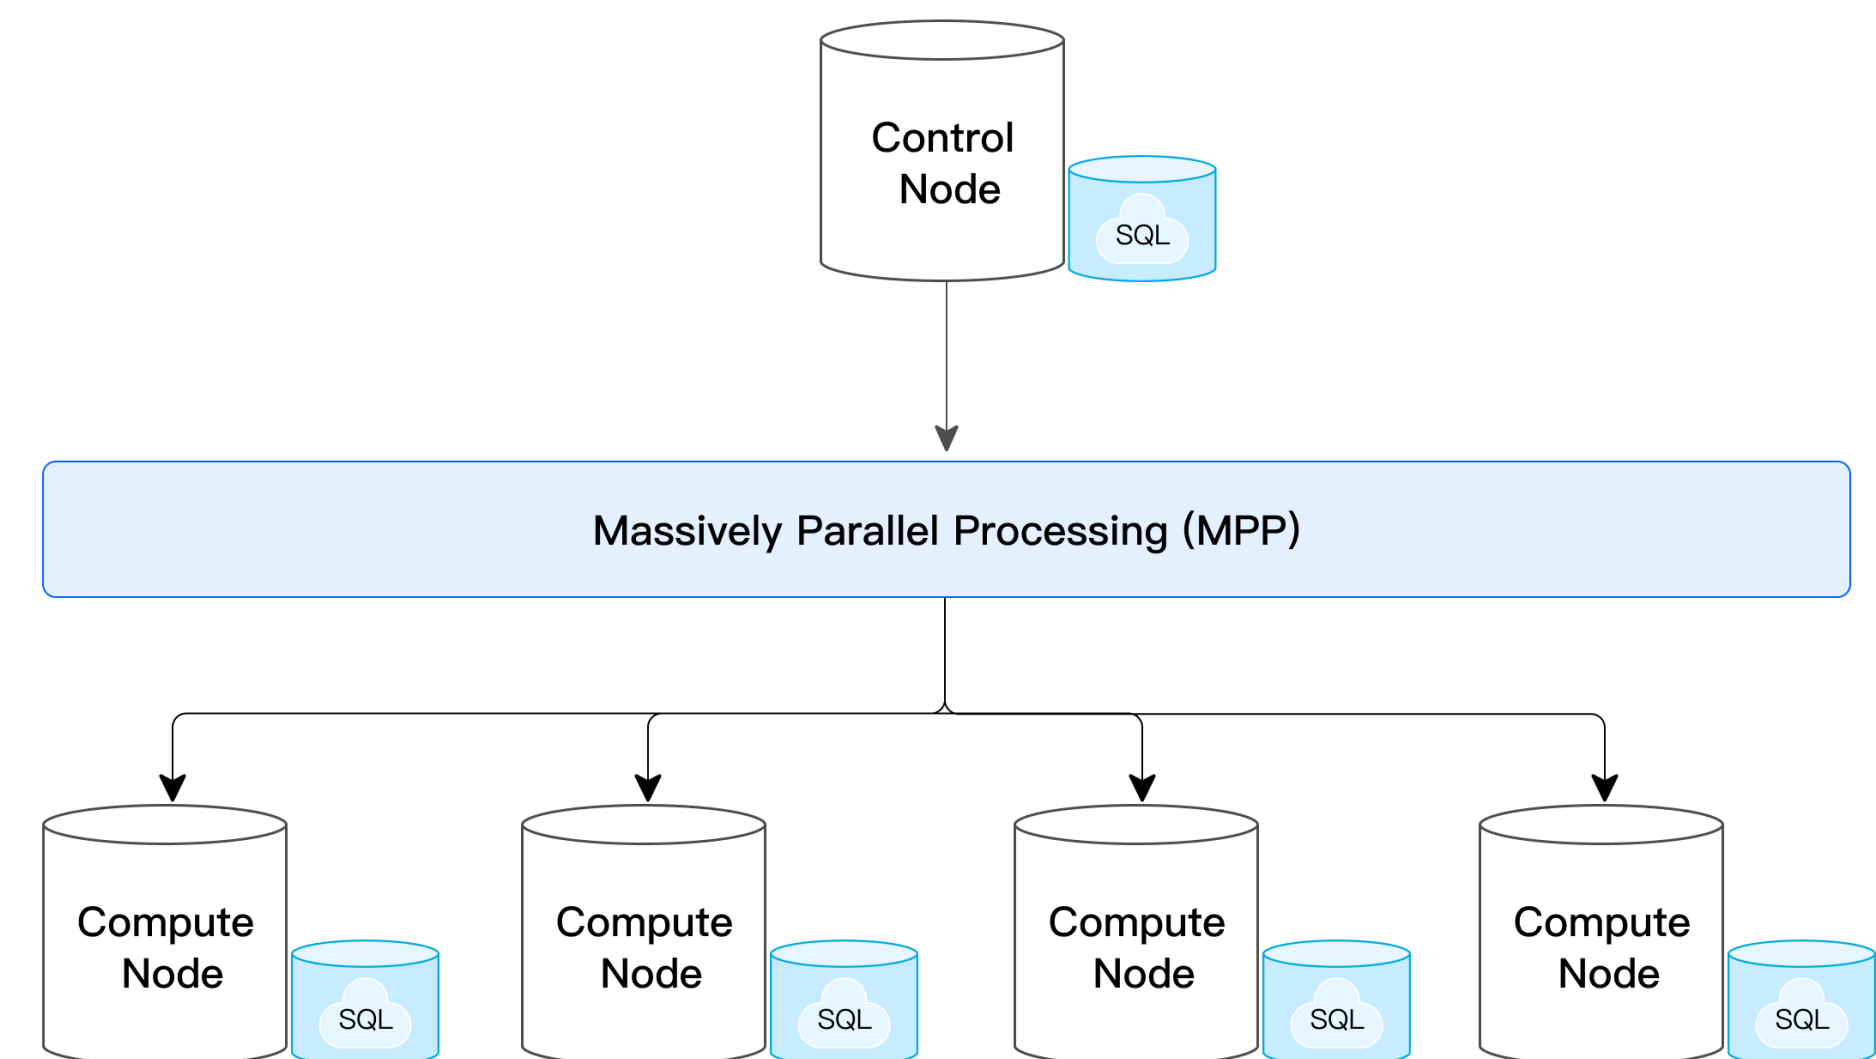 Control
Node
SQL
Massively Parallel Processing (MPP)
Compute
Node
SQL
Compute
Node
SQL
Compute
Node
SQL
Compute
Node
SQL